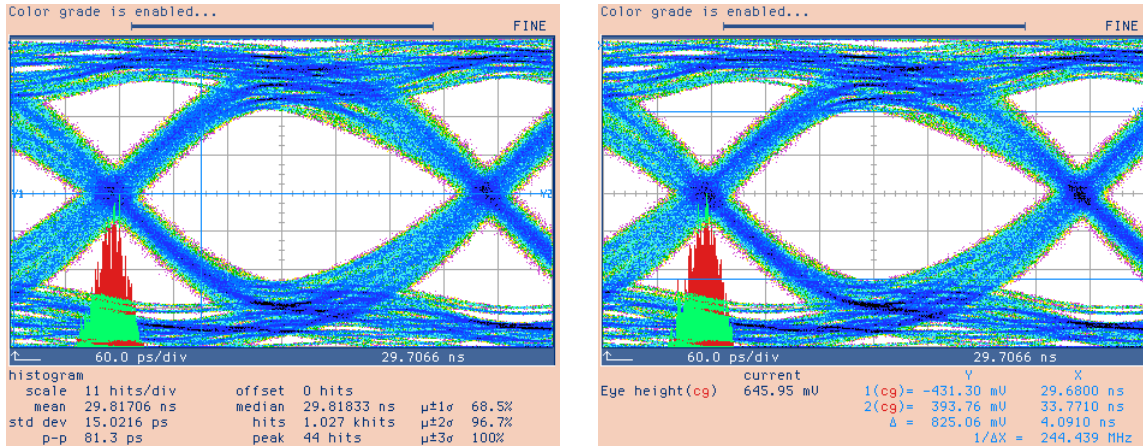 Color grade is enabled...
FINE
V1
V2
60.0 ps/div 29.7066 ns
histogram
scale 11 hits/div offset 0 hits
mean 29.81706 ns median 29.81833 ns μ±1σ 68.5%
std dev 15.0216 ps hits 1.027 khits μ±2σ 96.7%
p-p 81.3 ps peak 44 hits μ±3σ 100%
Color grade is enabled...
FINE
60.0 ps/div 29.7066 ns
current Y X
Eye height(cg) 645.95 mV 1(cg)= -431.30 mV 29.6800 ns
2(cg)= 393.76 mV 33.7710 ns
Δ = 825.06 mV 4.0910 ns
1/ΔX = 244.439 MHz